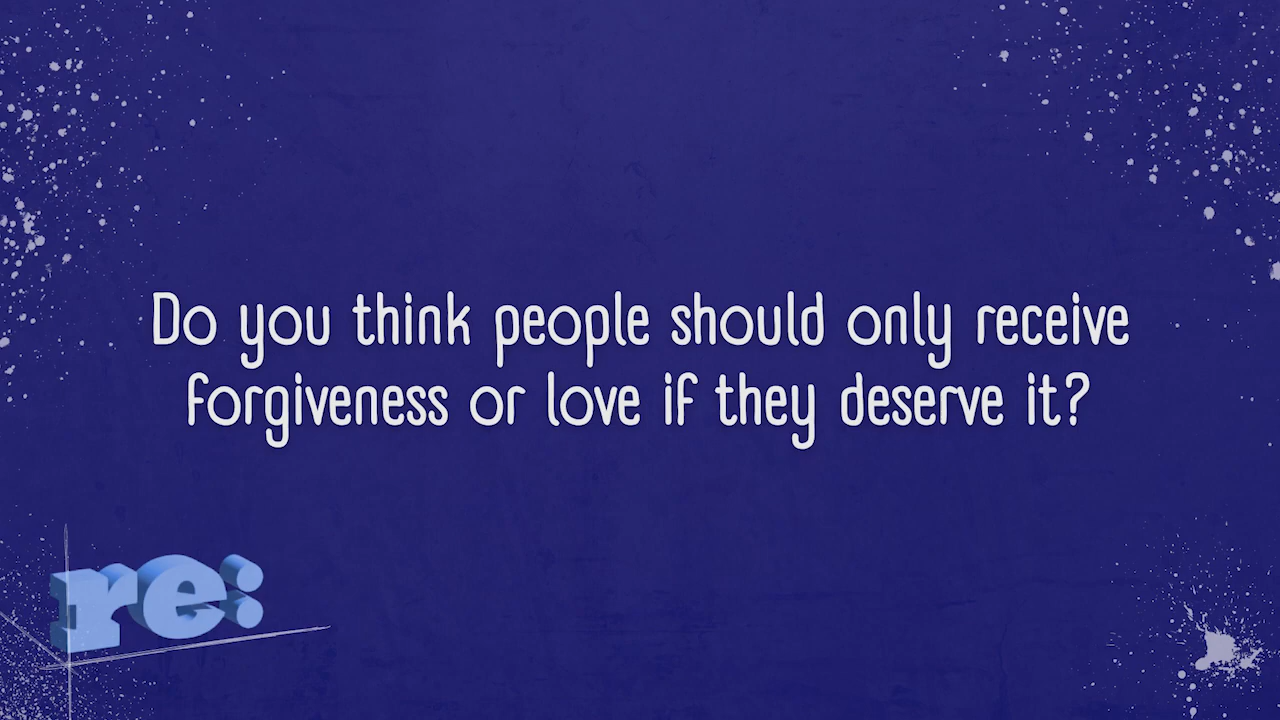 Do you think people should only receive
forgiveness or love if they deserve it?
re: